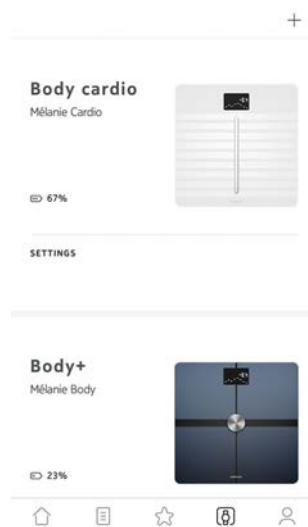 Body cardio
Mélanie Cardio
67%
SETTINGS
Body+
Mélanie Body
23%